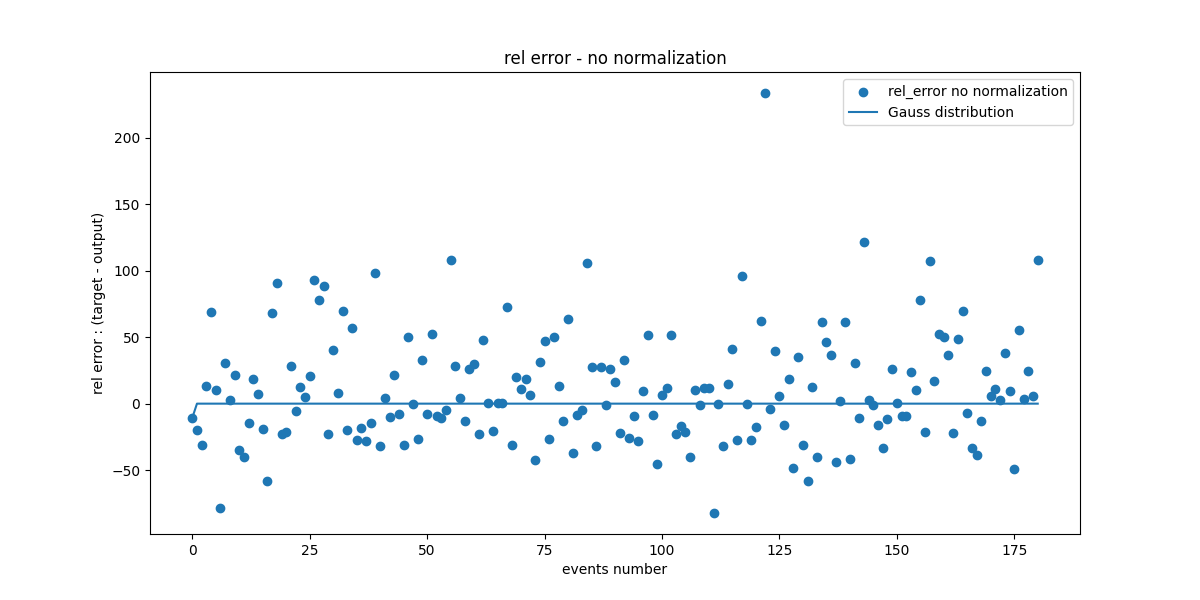 rel error - no normalization
rel_error no normalization
Gauss distribution
rel error : (target - output)
200
150
100
50
0
−50
0 25 50 75 100 125 150 175
events number